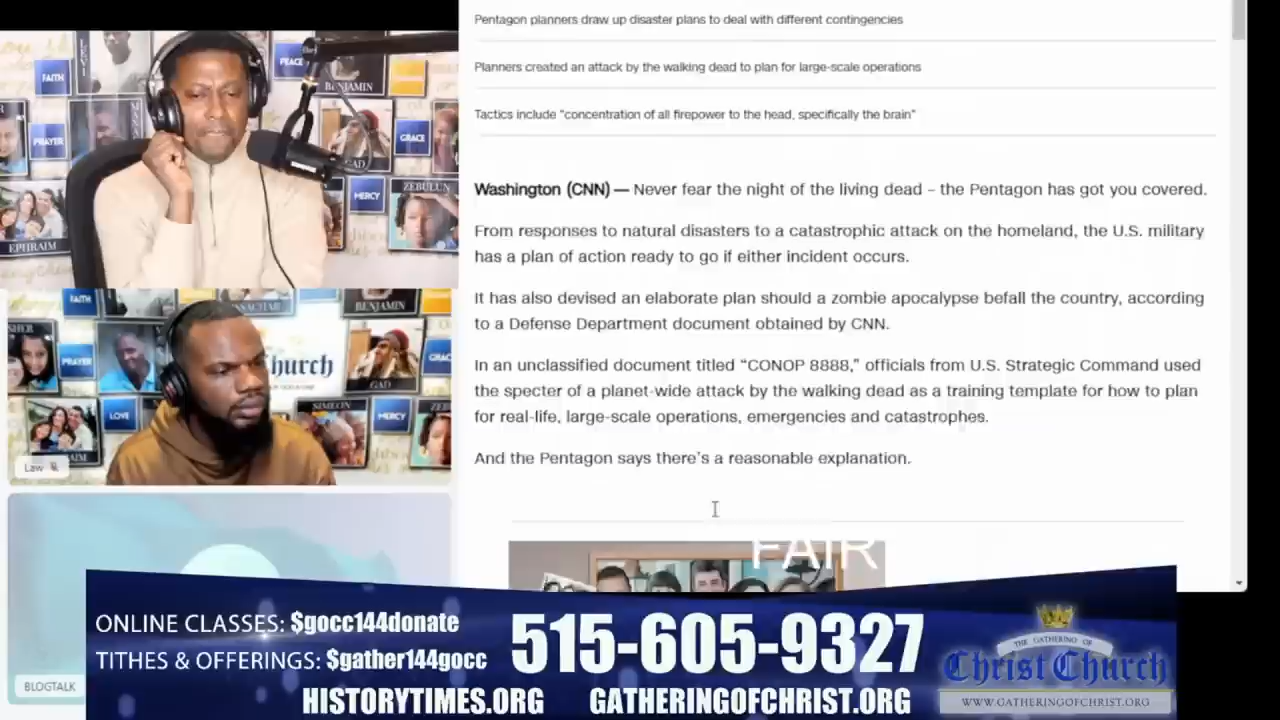 Pentagon planners draw up disaster plans to deal with different contingencies
Planners created an attack by the walking dead to plan for large-scale operations
Tactics include "concentration of all firepower to the head, specifically the brain"
Washington (CNN) — Never fear the night of the living dead – the Pentagon has got you covered.
From responses to natural disasters to a catastrophic attack on the homeland, the U.S. military
has a plan of action ready to go if either incident occurs.
It has also devised an elaborate plan should a zombie apocalypse befall the country, according
to a Defense Department document obtained by CNN.
In an unclassified document titled "CONOP 8888," officials from U.S. Strategic Command used
the specter of a planet-wide attack by the walking dead as a training template for how to plan
for real-life, large-scale operations, emergencies and catastrophes.
And the Pentagon says there's a reasonable explanation.
FAIR
FAITH
PEACE
BENJAMIN
PRAYER
GAD
GRACE
MERCY
ZEBULUN
EPHRAIM
FAITH
BENJAMIN
PRAYER
Church
GAD
LOVE
SIMEON
MERCY
Law
BLOGTALK
ONLINE CLASSES: $gocc144donate
TITHES & OFFERINGS: $gather144gocc
515-605-9327
HISTORYTIMES.ORG GATHERINGOFCHRIST.ORG
THE GATHERING OF
Christ Church
WWW.GATHERINGOFCHRIST.ORG